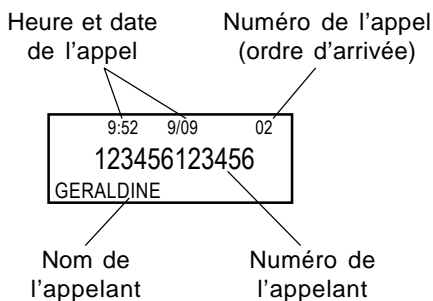 Heure et date
de l'appel
Numéro de l'appel
(ordre d'arrivée)
9:52 9/09 02
123456123456
GERALDINE
Nom de
l'appelant
Numéro de
l'appelant